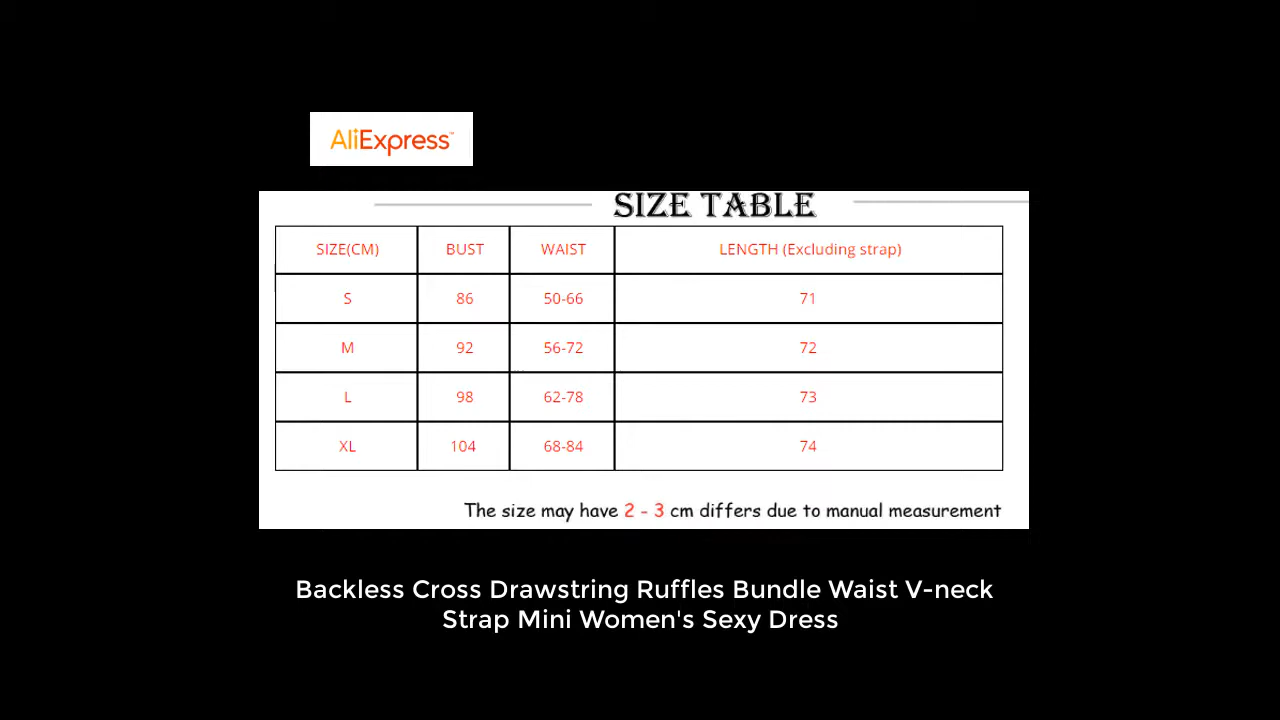 AliExpress™
SIZE TABLE
SIZE(CM) BUST WAIST LENGTH (Excluding strap)
S 86 50-66 71
M 92 56-72 72
L 98 62-78 73
XL 104 68-84 74
The size may have 2 - 3 cm differs due to manual measurement
Backless Cross Drawstring Ruffles Bundle Waist V-neck
Strap Mini Women's Sexy Dress